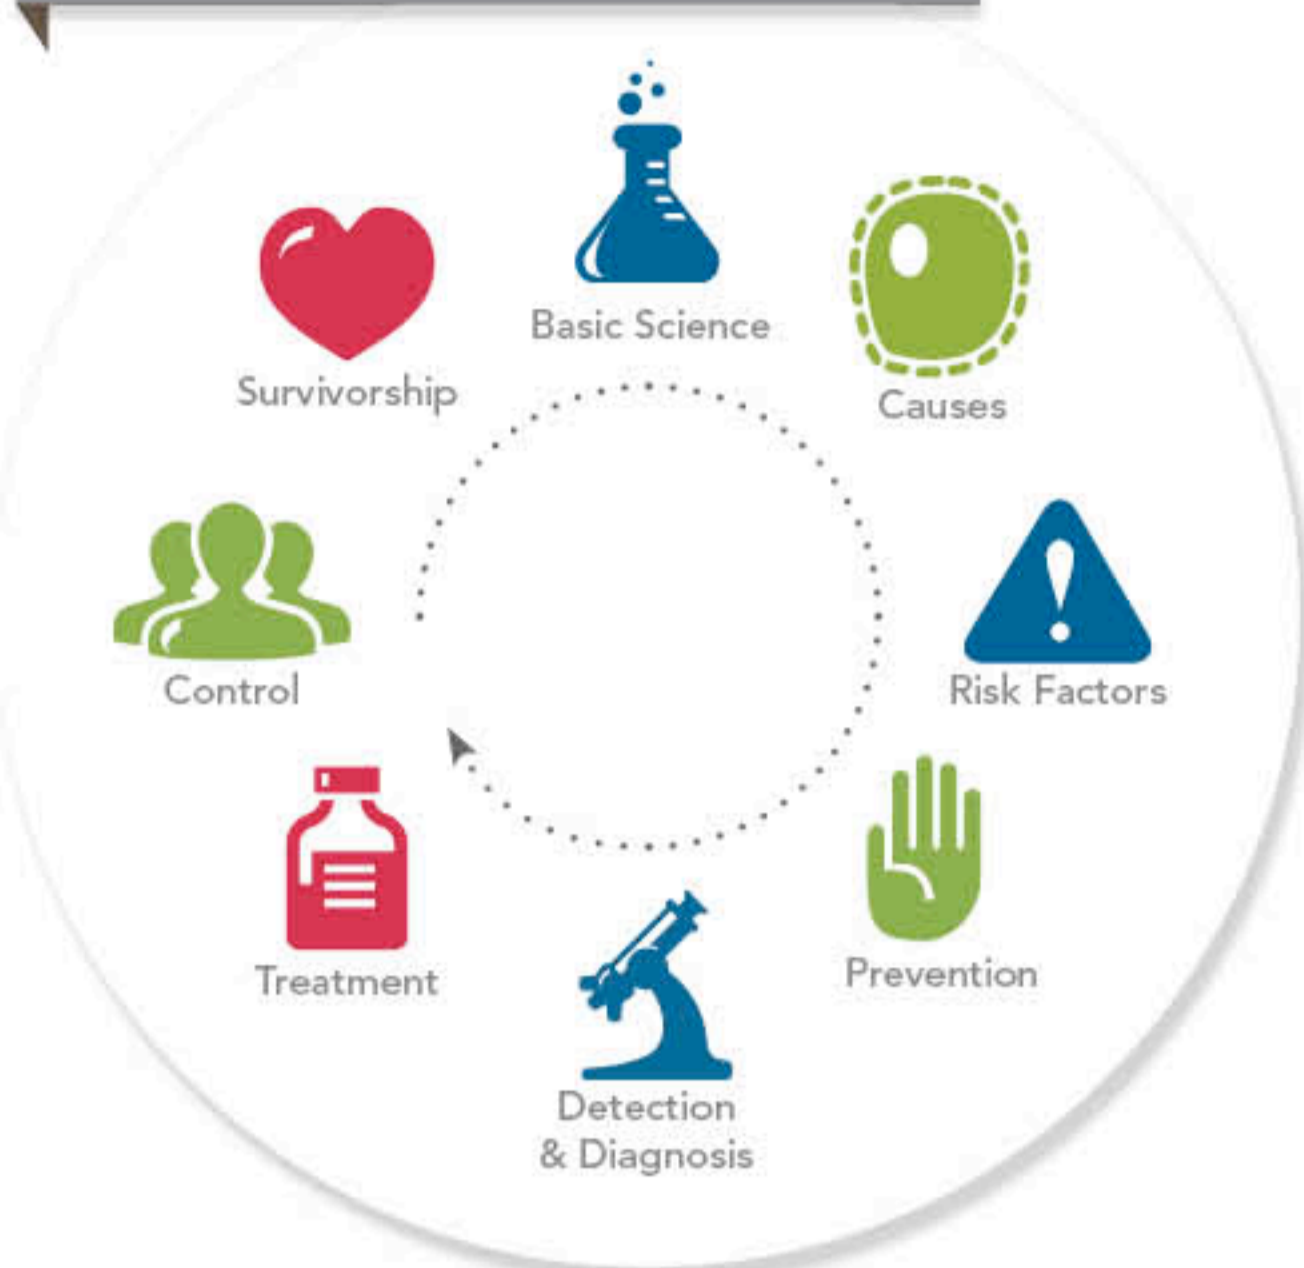 Basic Science
Survivorship
Causes
Control
Risk Factors
Treatment
Prevention
Detection
& Diagnosis